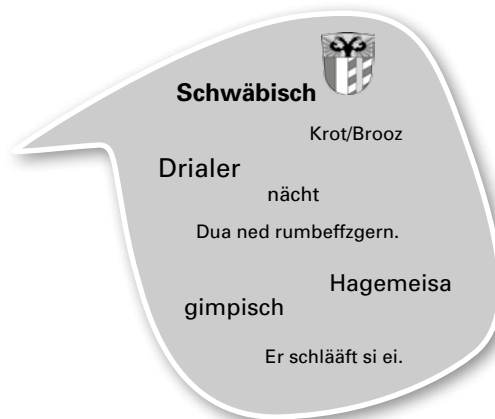 Schwäbisch
Krot/Brooz
Drialer
nächt
Dua ned rumbeffzgern.
Hagemeisa
gimpisch
Er schlääft si ei.